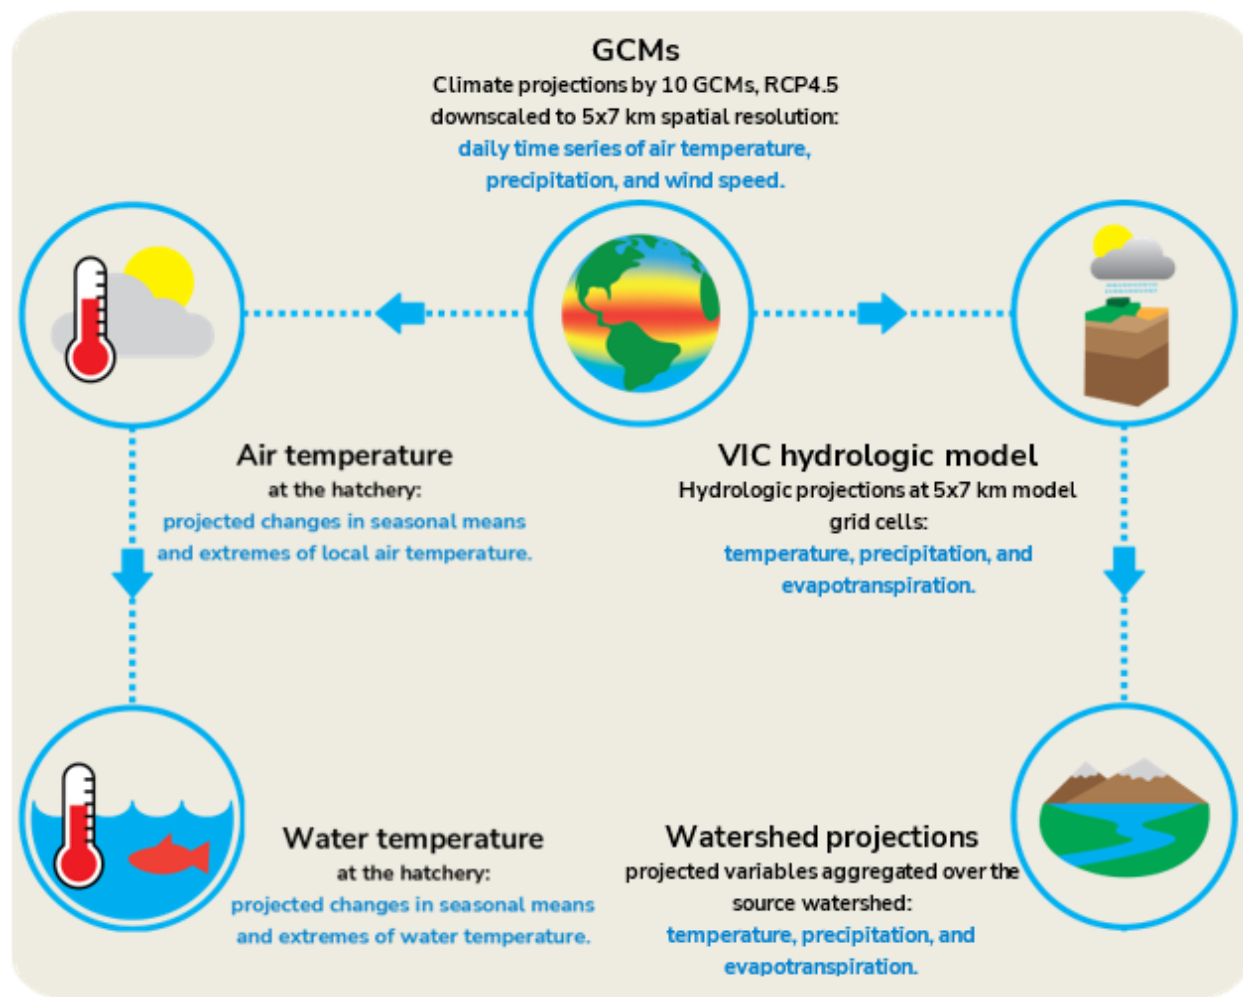 GCMs
Climate projections by 10 GCMs, RCP4.5
downscaled to 5x7 km spatial resolution:
daily time series of air temperature,
precipitation, and wind speed.
Air temperature
at the hatchery:
projected changes in seasonal means
and extremes of local air temperature.
VIC hydrologic model
Hydrologic projections at 5x7 km model
grid cells:
temperature, precipitation, and
evapotranspiration.
Water temperature
at the hatchery:
projected changes in seasonal means
and extremes of water temperature.
Watershed projections
projected variables aggregated over the
source watershed:
temperature, precipitation, and
evapotranspiration.